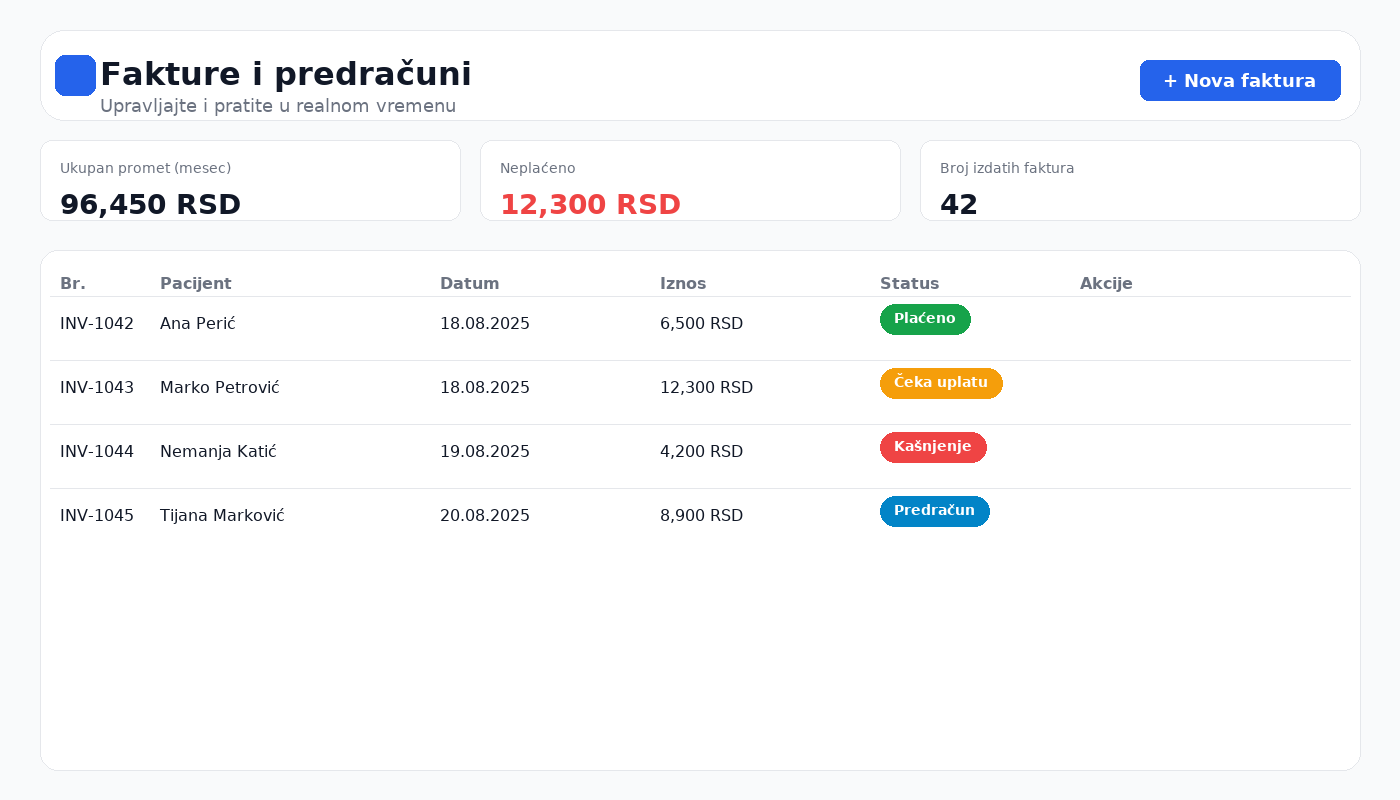 Fakture i predračuni
Upravljajte i pratite u realnom vremenu
+ Nova faktura
Ukupan promet (mesec)
96,450 RSD
Neplaćeno
12,300 RSD
Broj izdatih faktura
42
Br. Pacijent Datum Iznos Status Akcije
INV-1042 Ana Perić 18.08.2025 6,500 RSD Plaćeno
INV-1043 Marko Petrović 18.08.2025 12,300 RSD Čeka uplatu
INV-1044 Nemanja Katić 19.08.2025 4,200 RSD Kašnjenje
INV-1045 Tijana Marković 20.08.2025 8,900 RSD Predračun